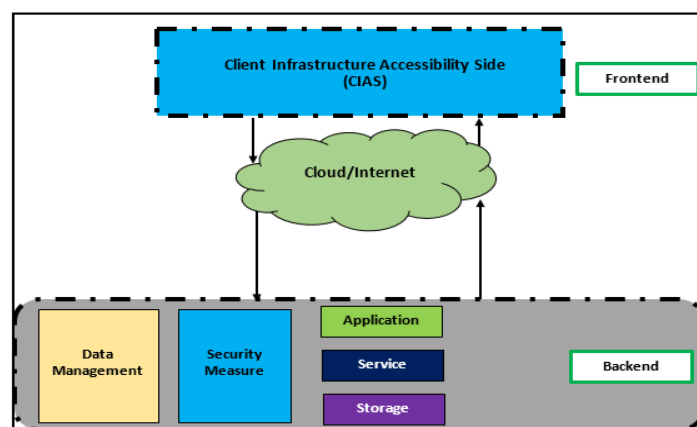 Client Infrastructure Accessibility Side
(CIAS)
Frontend
Cloud/Internet
Data
Management
Security
Measure
Application
Service
Storage
Backend